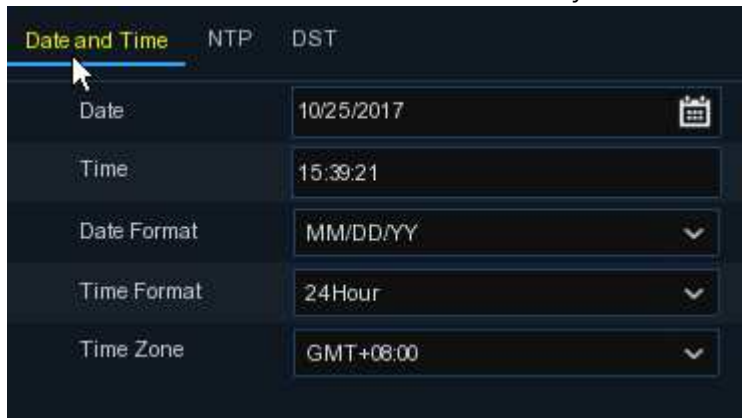 Date and Time NTP DST
Date 10/25/2017
Time 15:39:21
Date Format MM/DD/YY
Time Format 24Hour
Time Zone GMT+08:00